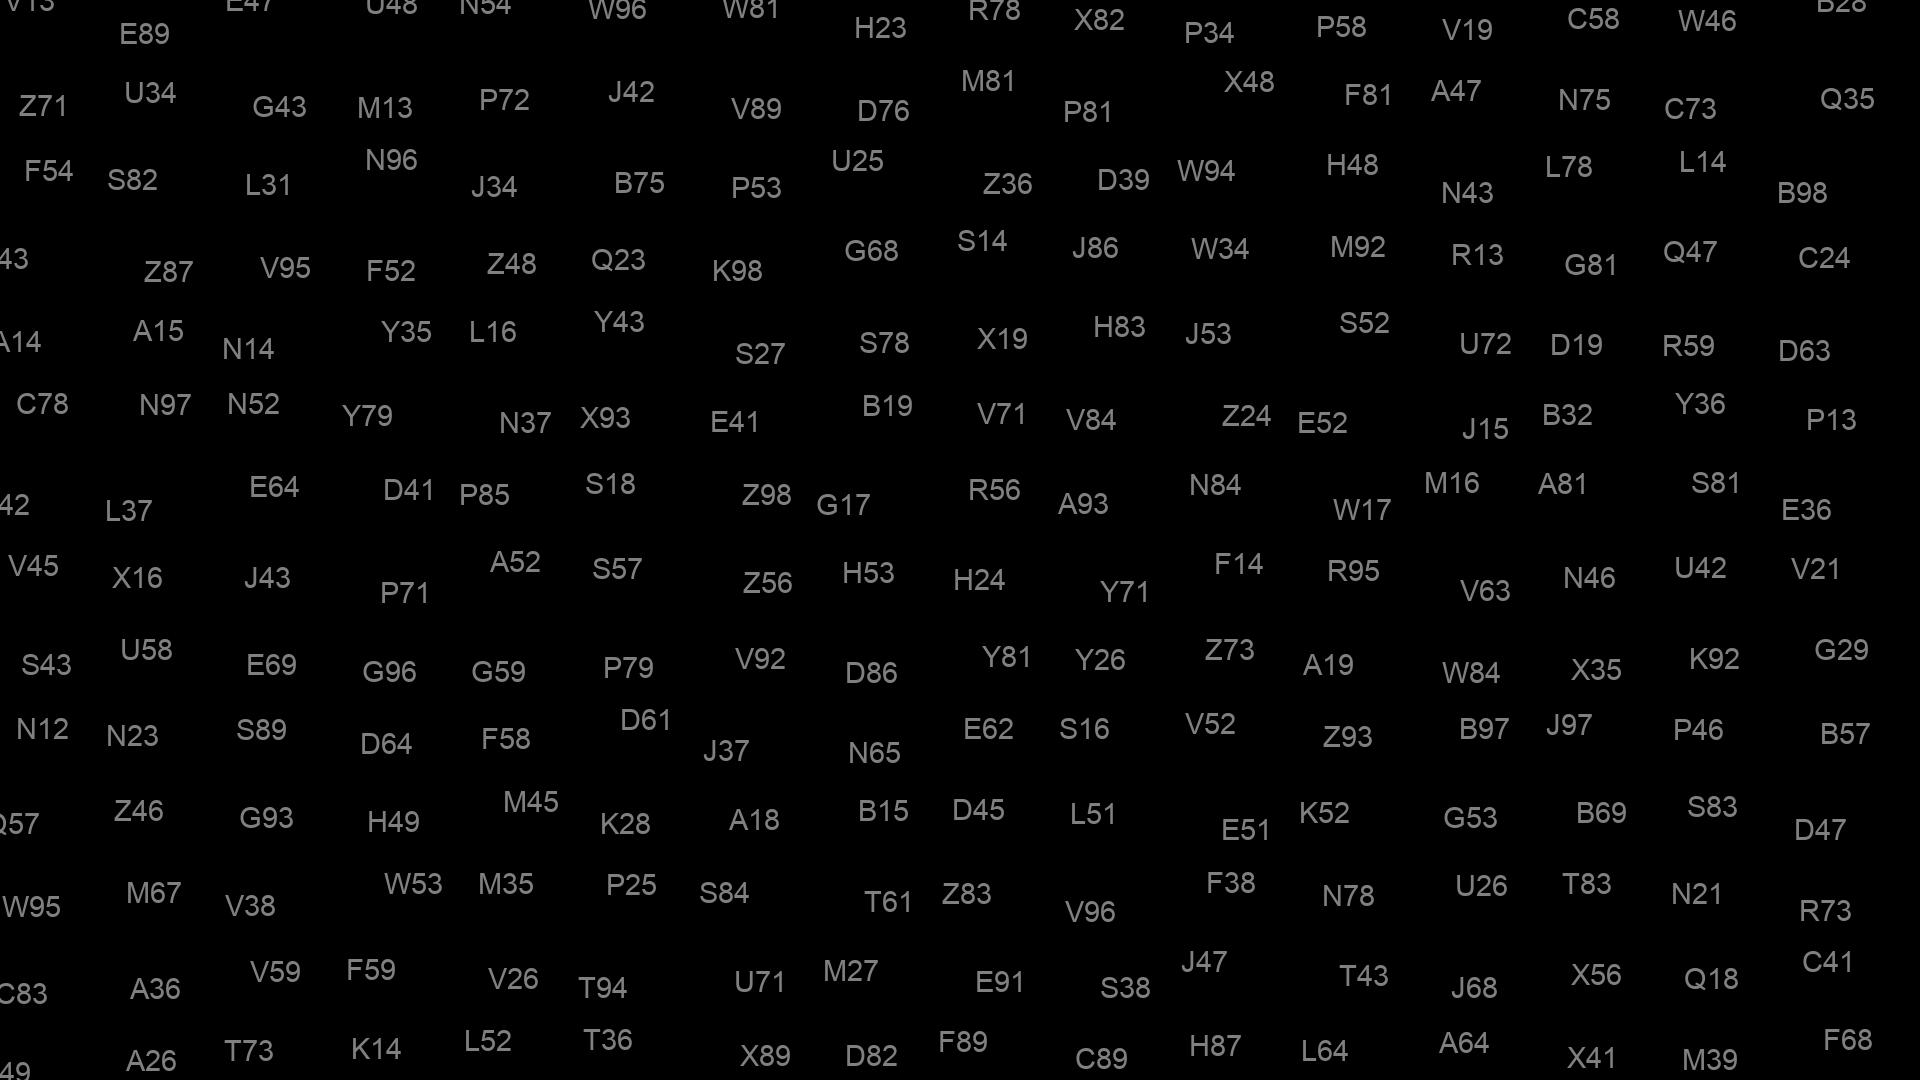 V13 E89 E47 U48 N54 W96 W81 H23 R78 X82 P34 P58 V19 C58 W46 B28
Z71 U34 G43 M13 P72 J42 V89 D76 M81 P81 X48 F81 A47 N75 C73 Q35
F54 S82 L31 N96 J34 B75 P53 U25 Z36 D39 W94 H48 N43 L78 L14 B98
43 Z87 V95 F52 Z48 Q23 K98 G68 S14 J86 W34 M92 R13 G81 Q47 C24
A14 A15 N14 Y35 L16 Y43 S27 S78 X19 H83 J53 S52 U72 D19 R59 D63
C78 N97 N52 Y79 N37 X93 E41 B19 V71 V84 Z24 E52 J15 B32 Y36 P13
42 L37 E64 D41 P85 S18 Z98 G17 R56 A93 N84 W17 M16 A81 S81 E36
V45 X16 J43 P71 A52 S57 Z56 H53 H24 Y71 F14 R95 V63 N46 U42 V21
S43 U58 E69 G96 G59 P79 V92 D86 Y81 Y26 Z73 A19 W84 X35 K92 G29
N12 N23 S89 D64 F58 D61 J37 N65 E62 S16 V52 Z93 B97 J97 P46 B57
Q57 Z46 G93 H49 M45 K28 A18 B15 D45 L51 E51 K52 G53 B69 S83 D47
W95 M67 V38 W53 M35 P25 S84 T61 Z83 V96 F38 N78 U26 T83 N21 R73
C83 A36 V59 F59 V26 T94 U71 M27 E91 S38 J47 T43 J68 X56 Q18 C41
49 A26 T73 K14 L52 T36 X89 D82 F89 C89 H87 L64 A64 X41 M39 F68